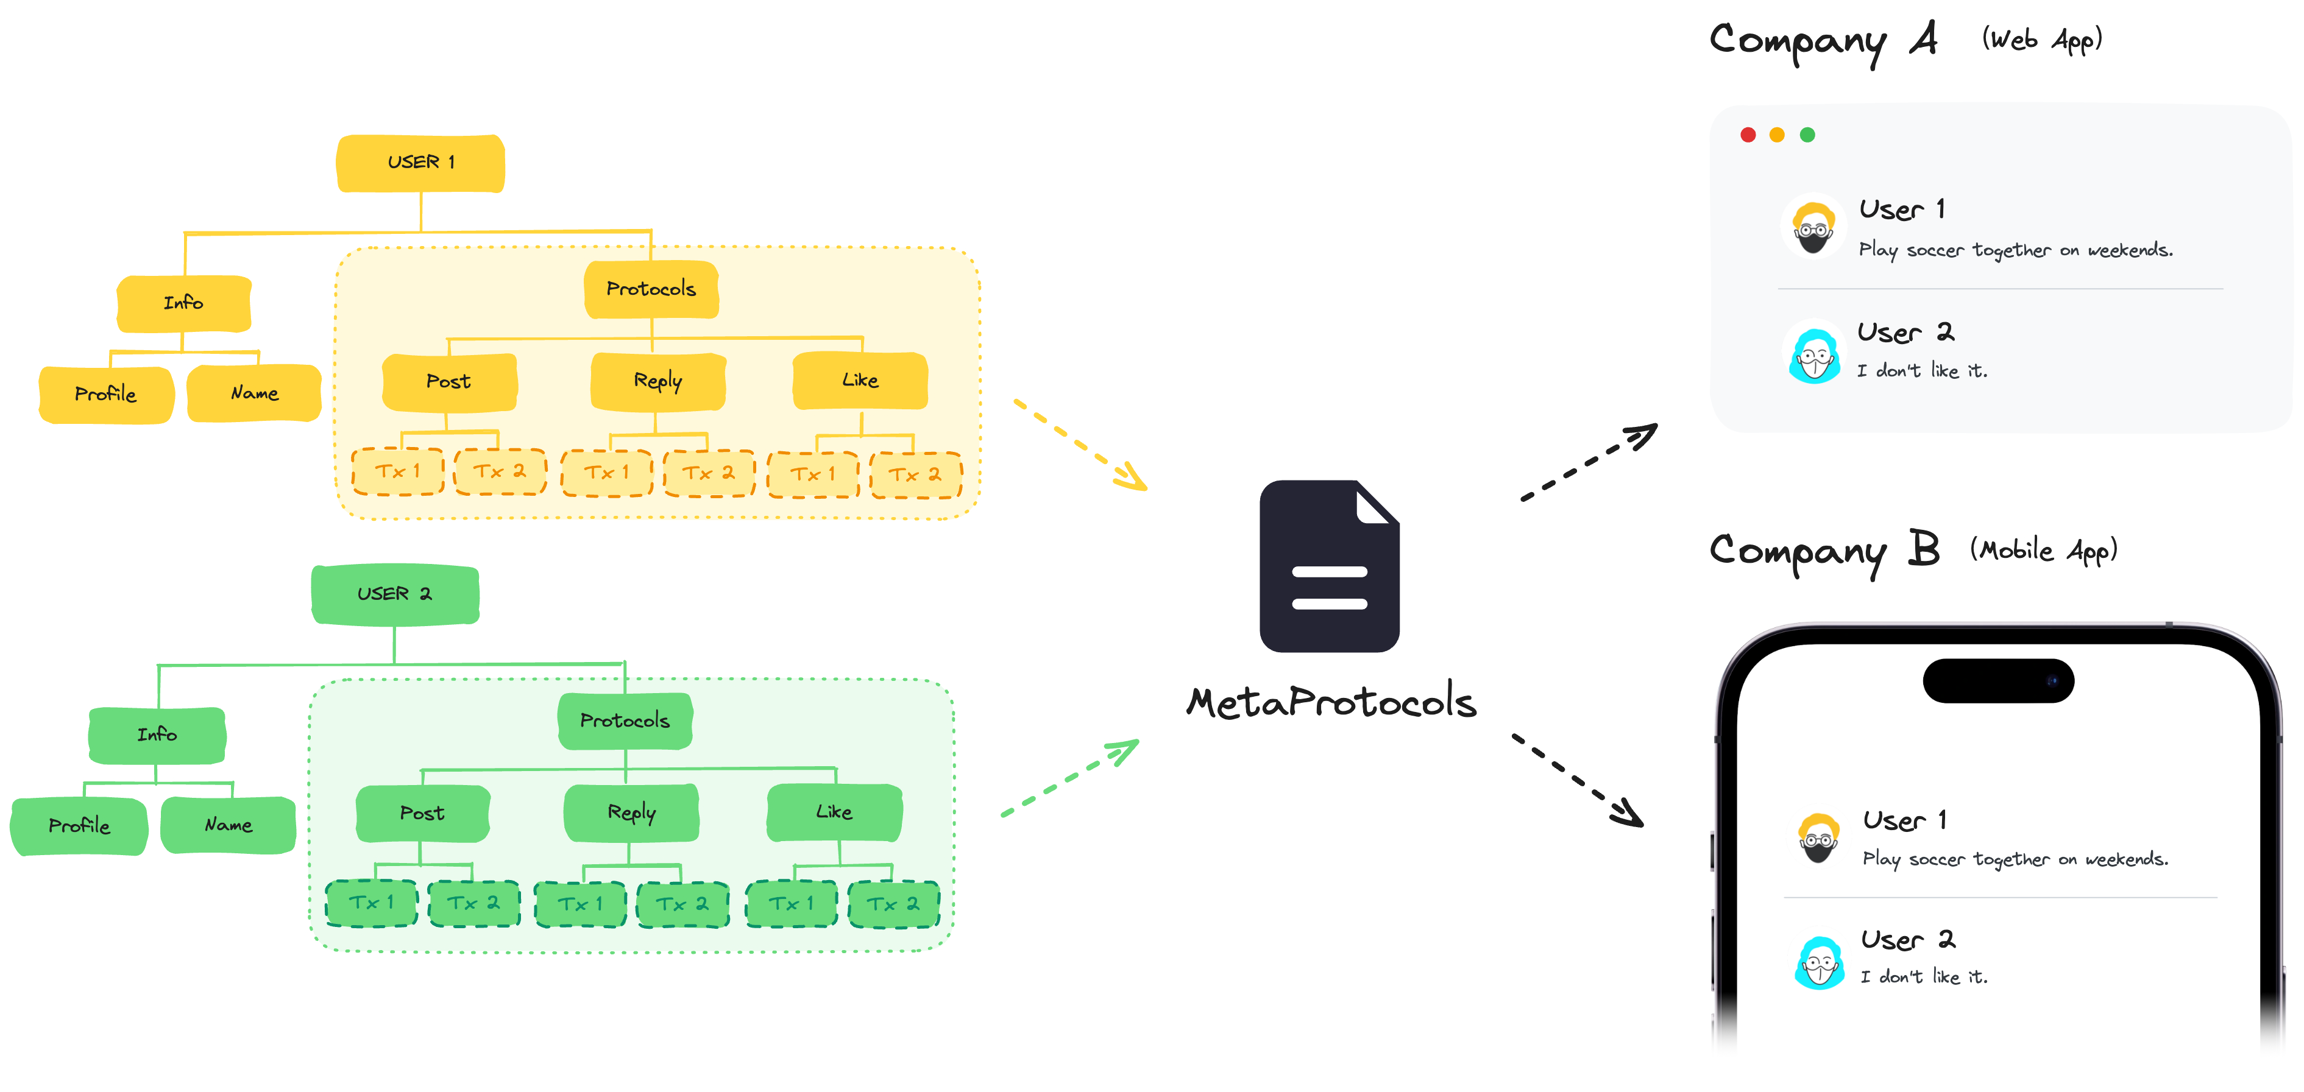 USER 1
Info
Profile
Name
Protocols
Post
Reply
Like
Tx 1
Tx 2
Tx 1
Tx 2
Tx 1
Tx 2
USER 2
Info
Profile
Name
Protocols
Post
Reply
Like
Tx 1
Tx 2
Tx 1
Tx 2
Tx 1
Tx 2
MetaProtocols
Company A (Web App)
User 1
Play soccer together on weekends.
User 2
I don't like it.
Company B (Mobile App)
User 1
Play soccer together on weekends.
User 2
I don't like it.